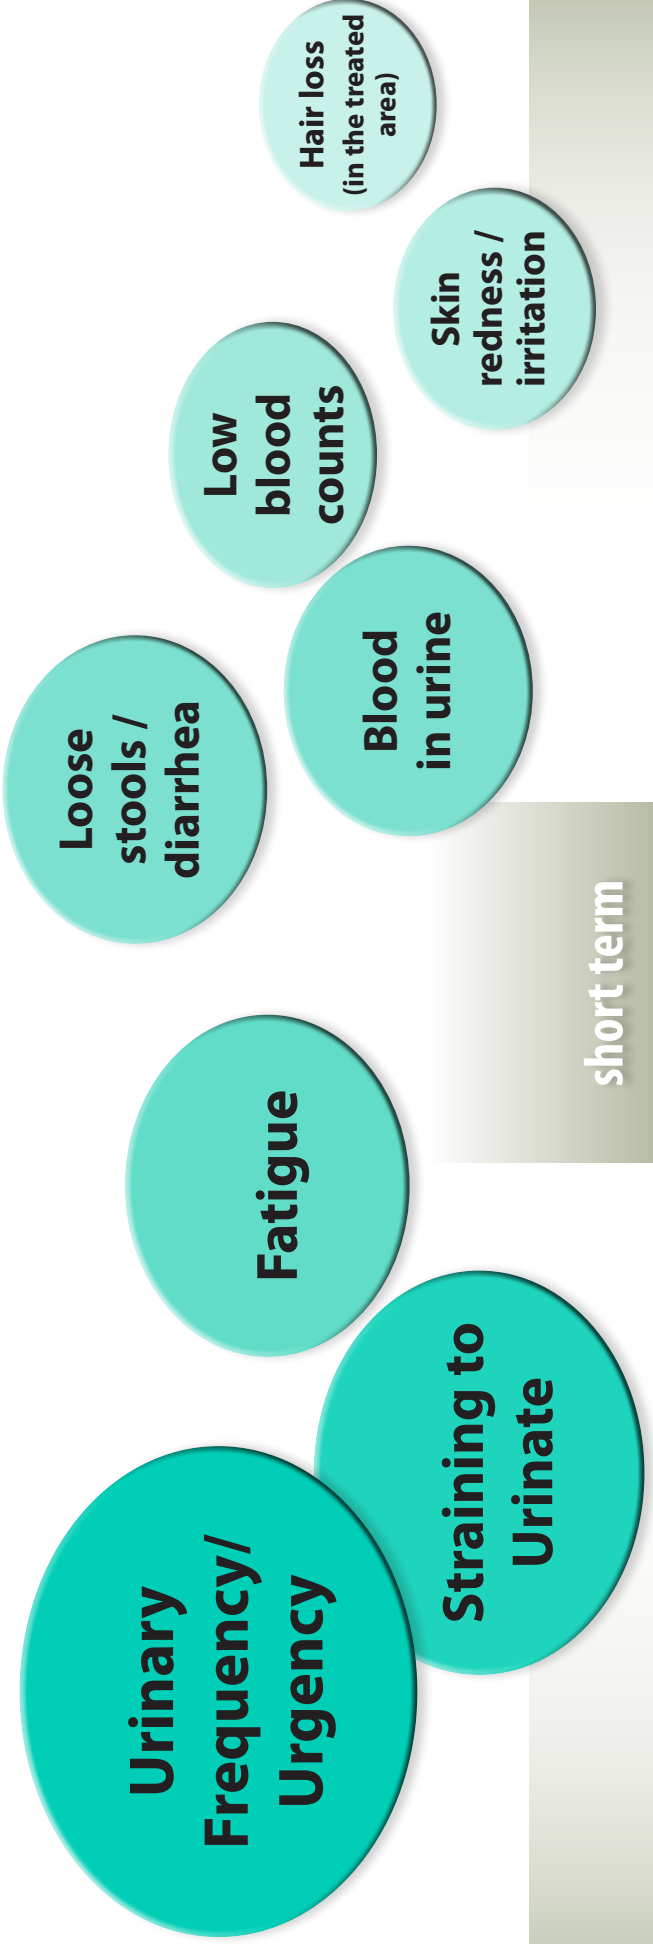 Urinary
Frequency/
Urgency
Straining to
Urinate
Fatigue
Loose
stools /
diarrhea
Blood
in urine
Low
blood
counts
Skin
redness /
irritation
Hair loss
(in the treated
area)
short term